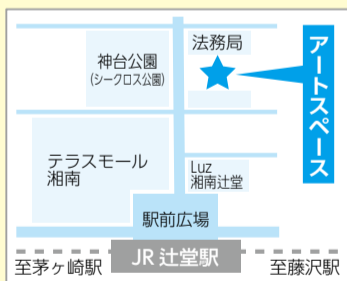 法務局
神台公園
(シークロス公園)
アートスペース
テラスモール
湘南
Luz
湘南辻堂
駅前広場
JR 辻堂駅
至茅ヶ崎駅
至藤沢駅